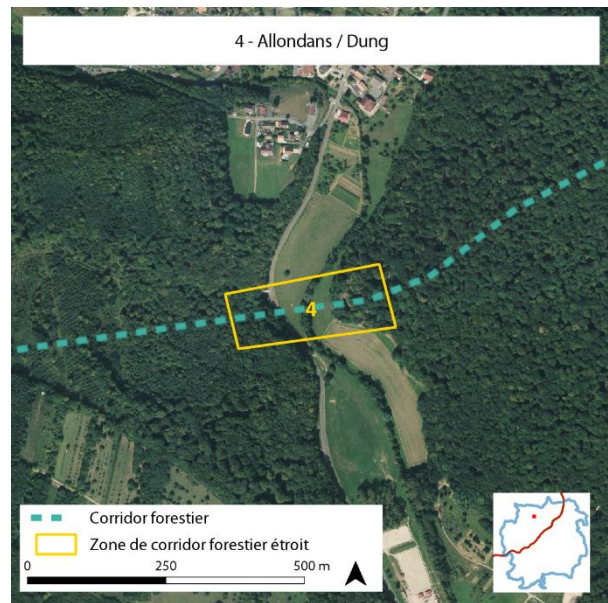 4 - Allondans / Dung
4
Corridor forestier
Zone de corridor forestier étroit
0 250 500 m